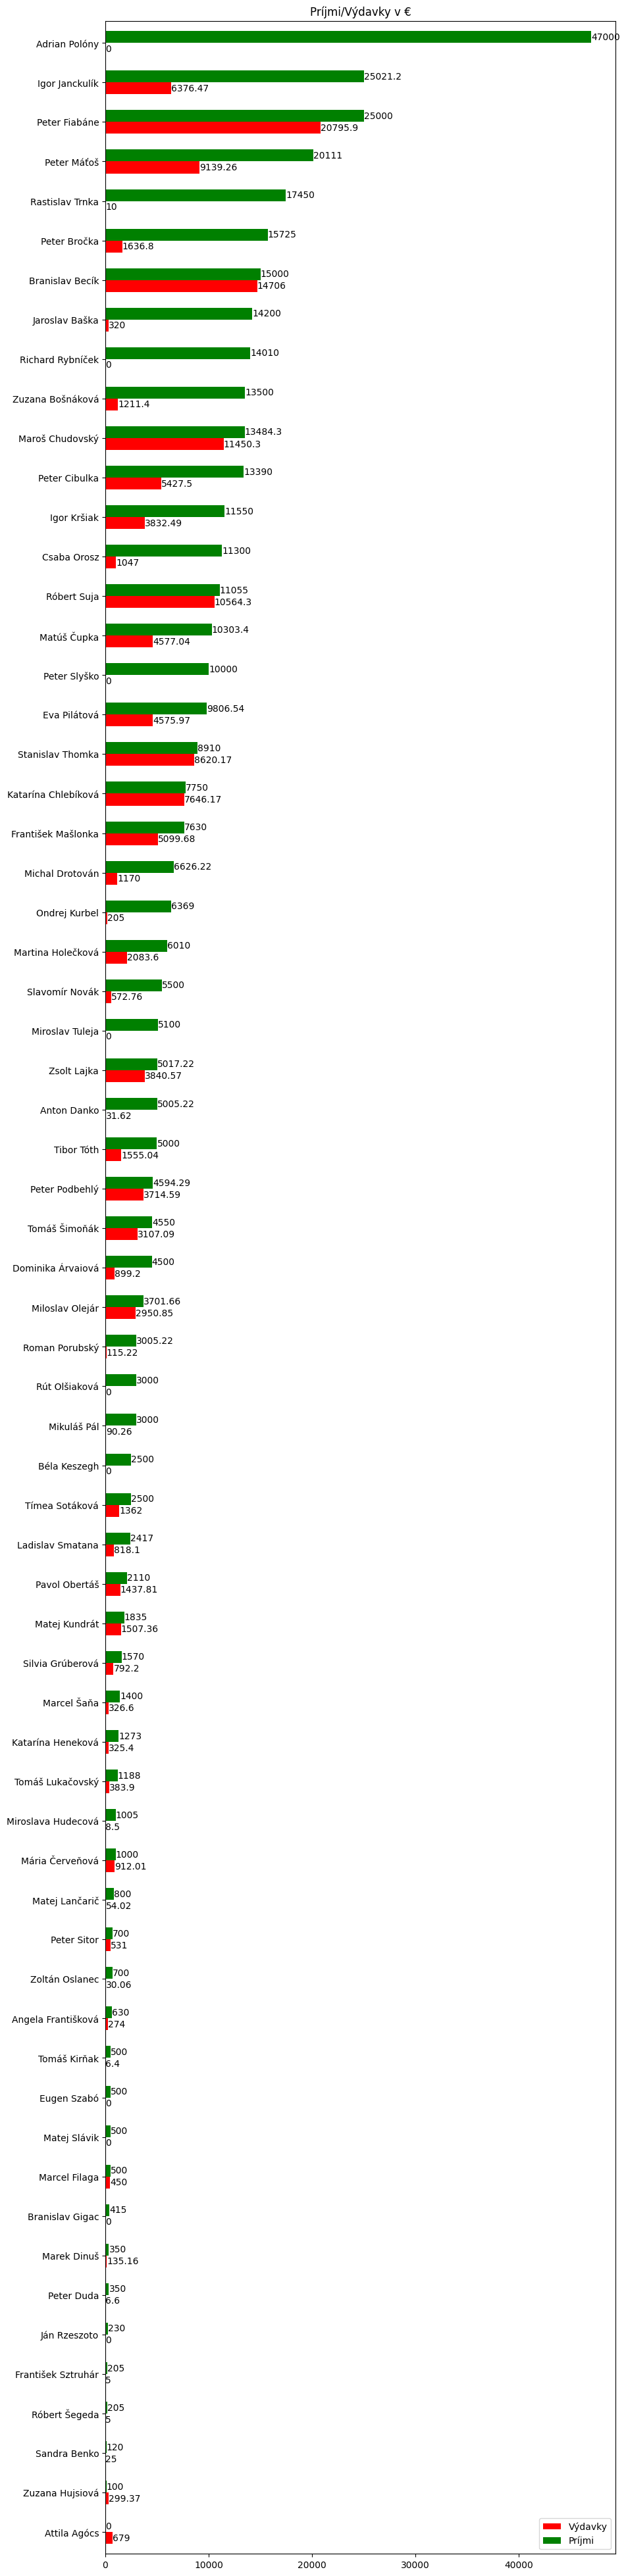 Príjmi/Výdavky v €
Adrian Polóny 47000
0
Igor Janckulík 25021.2
6376.47
Peter Fiabáne 25000
20795.9
Peter Máťoš 20111
9139.26
Rastislav Trnka 17450
10
Peter Bročka 15725
1636.8
Branislav Becík 15000
14706
Jaroslav Baška 14200
320
Richard Rybníček 14010
0
Zuzana Bošnáková 13500
1211.4
Maroš Chudovský 13484.3
11450.3
Peter Cibulka 13390
5427.5
Igor Kršiak 11550
3832.49
Csaba Orosz 11300
1047
Róbert Suja 11055
10564.3
Matúš Čupka 10303.4
4577.04
Peter Slyško 10000
0
Eva Pilátová 9806.54
4575.97
Stanislav Thomka 8910
8620.17
Katarína Chlebíková 7750
7646.17
František Mašlonka 7630
5099.68
Michal Drotován 6626.22
1170
Ondrej Kurbel 6369
205
Martina Holečková 6010
2083.6
Slavomír Novák 5500
572.76
Miroslav Tuleja 5100
0
Zsolt Lajka 5017.22
3840.57
Anton Danko 5005.22
31.62
Tibor Tóth 5000
1555.04
Peter Podbehlý 4594.29
3714.59
Tomáš Šimoňák 4550
3107.09
Dominika Árvaiová 4500
899.2
Miloslav Olejár 3701.66
2950.85
Roman Porubský 3005.22
115.22
Rút Olšiaková 3000
0
Mikuláš Pál 3000
90.26
Béla Keszegh 2500
0
Tímea Sotáková 2500
1362
Ladislav Smatana 2417
818.1
Pavol Obertáš 2110
1437.81
Matej Kundrát 1835
1507.36
Silvia Grúberová 1570
792.2
Marcel Šaňa 1400
326.6
Katarína Heneková 1273
325.4
Tomáš Lukačovský 1188
383.9
Miroslava Hudecová 1005
8.5
Mária Červeňová 1000
912.01
Matej Lančarič 800
54.02
Peter Sitor 700
531
Zoltán Oslanec 700
30.06
Angela Františková 630
274
Tomáš Kirňak 500
6.4
Eugen Szabó 500
0
Matej Slávik 500
0
Marcel Filaga 500
450
Branislav Gigac 415
0
Marek Dinuš 350
135.16
Peter Duda 350
6.6
Ján Rzeszoto 230
0
František Sztruhár 205
5
Róbert Šegeda 205
5
Sandra Benko 120
25
Zuzana Hujsiová 100
299.37
Attila Agócs 0
679
Výdavky
Príjmi
0 10000 20000 30000 40000